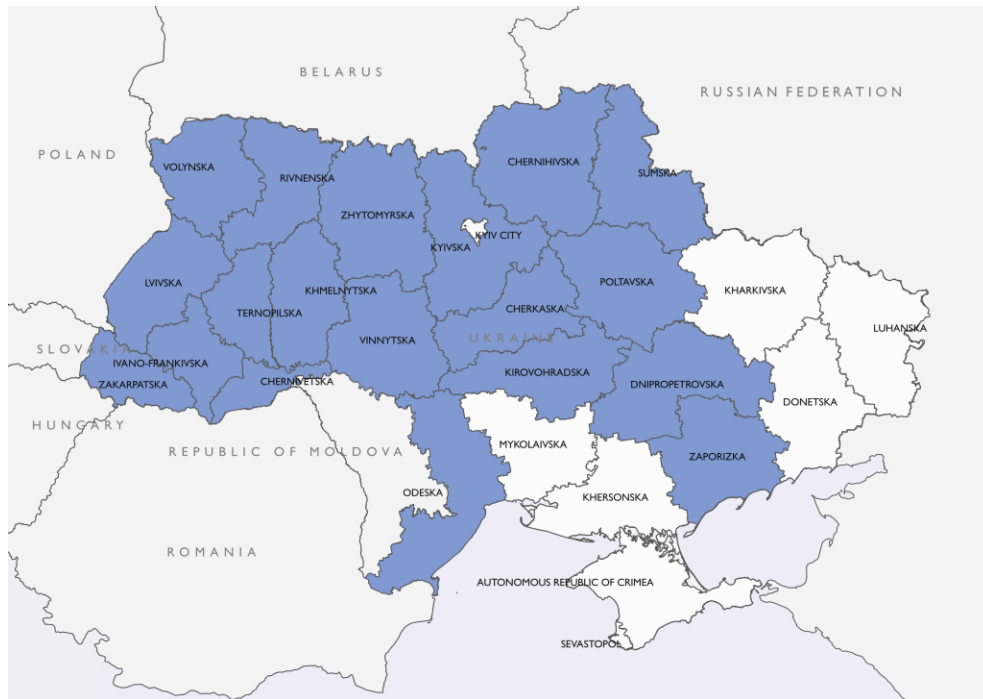 BELARUS
RUSSIAN FEDERATION
POLAND
CHERNIHIVSKA
VOLYNSKA
SUMSKA
RIVNENSKA
ZHYTOMYRSKA
KYIV CITY
KYIVSKA
LVIVSKA
POLTAVSKA
KHARKIVSKA
KHMELNYTSKA
CHERKASKA
TERNOPILSKA
LUHANSKA
UKRAINE
VINNYTSKA
SLOVAKIA
IVANO-FRANKIVSKA
KIROVOHRADSKA
CHERNIVETSKA
ZAKARPATSKA
DNIPROPETROVSKA
DONETSKA
HUNGARY
MYKOLAIVSKA
REPUBLIC OF MOLDOVA
ZAPORIZKA
ODESKA
KHERSONSKA
ROMANIA
AUTONOMOUS REPUBLIC OF CRIMEA
SEVASTOPOL